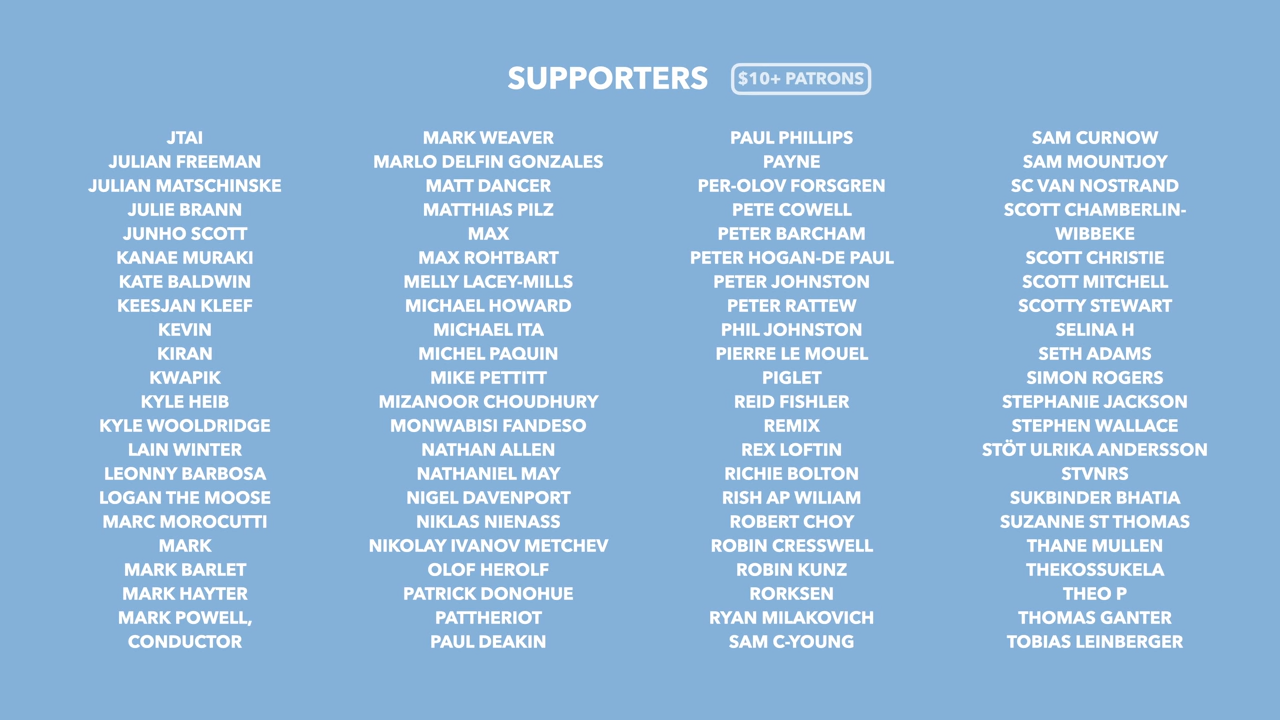 SUPPORTERS $10+ PATRONS
JTAI
JULIAN FREEMAN
JULIAN MATSCHINSKE
JULIE BRANN
JUNHO SCOTT
KANAE MURAKI
KATE BALDWIN
KEESJAN KLEEF
KEVIN
KIRAN
KWAPIK
KYLE HEIB
KYLE WOOLDRIDGE
LAIN WINTER
LEONNY BARBOSA
LOGAN THE MOOSE
MARC MOROCUTTI
MARK
MARK BARLET
MARK HAYTER
MARK POWELL,
CONDUCTOR
MARK WEAVER
MARLO DELFIN GONZALES
MATT DANCER
MATTHIAS PILZ
MAX
MAX ROHTBART
MELLY LACEY-MILLS
MICHAEL HOWARD
MICHAEL ITA
MICHEL PAQUIN
MIKE PETTITT
MIZANOOR CHOUDHURY
MONWABISI FANDESO
NATHAN ALLEN
NATHANIEL MAY
NIGEL DAVENPORT
NIKLAS NIENASS
NIKOLAY IVANOV METCHEV
OLOF HEROLF
PATRICK DONOHUE
PATTHERIOT
PAUL DEAKIN
PAUL PHILLIPS
PAYNE
PER-OLOV FORSGREN
PETE COWELL
PETER BARCHAM
PETER HOGAN-DE PAUL
PETER JOHNSTON
PETER RATTEW
PHIL JOHNSTON
PIERRE LE MOUEL
PIGLET
REID FISHLER
REMIX
REX LOFTIN
RICHIE BOLTON
RISH AP WILIAM
ROBERT CHOY
ROBIN CRESSWELL
ROBIN KUNZ
RORKSEN
RYAN MILAKOVICH
SAM C-YOUNG
SAM CURNOW
SAM MOUNTJOY
SC VAN NOSTRAND
SCOTT CHAMBERLIN-
WIBBEKE
SCOTT CHRISTIE
SCOTT MITCHELL
SCOTTY STEWART
SELINA H
SETH ADAMS
SIMON ROGERS
STEPHANIE JACKSON
STEPHEN WALLACE
STÖT ULRIKA ANDERSSON
STVNRS
SUKBINDER BHATIA
SUZANNE ST THOMAS
THANE MULLEN
THEKOSSUKELA
THEO P
THOMAS GANTER
TOBIAS LEINBERGER